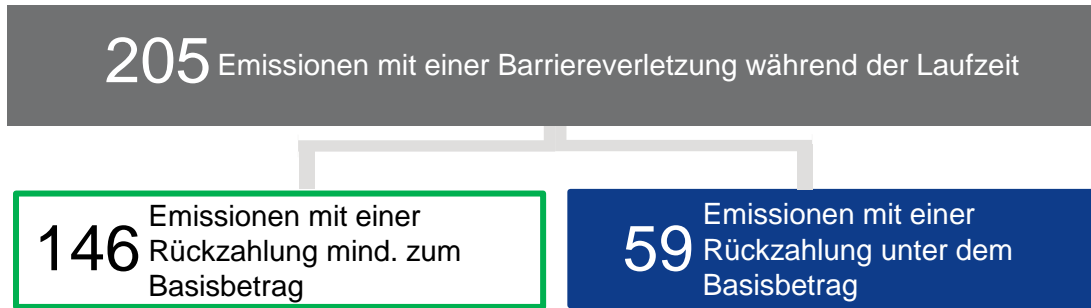 205 Emissionen mit einer Barriereverletzung während der Laufzeit
146 Emissionen mit einer
Rückzahlung mind. zum
Basisbetrag
59 Emissionen mit einer
Rückzahlung unter dem
Basisbetrag